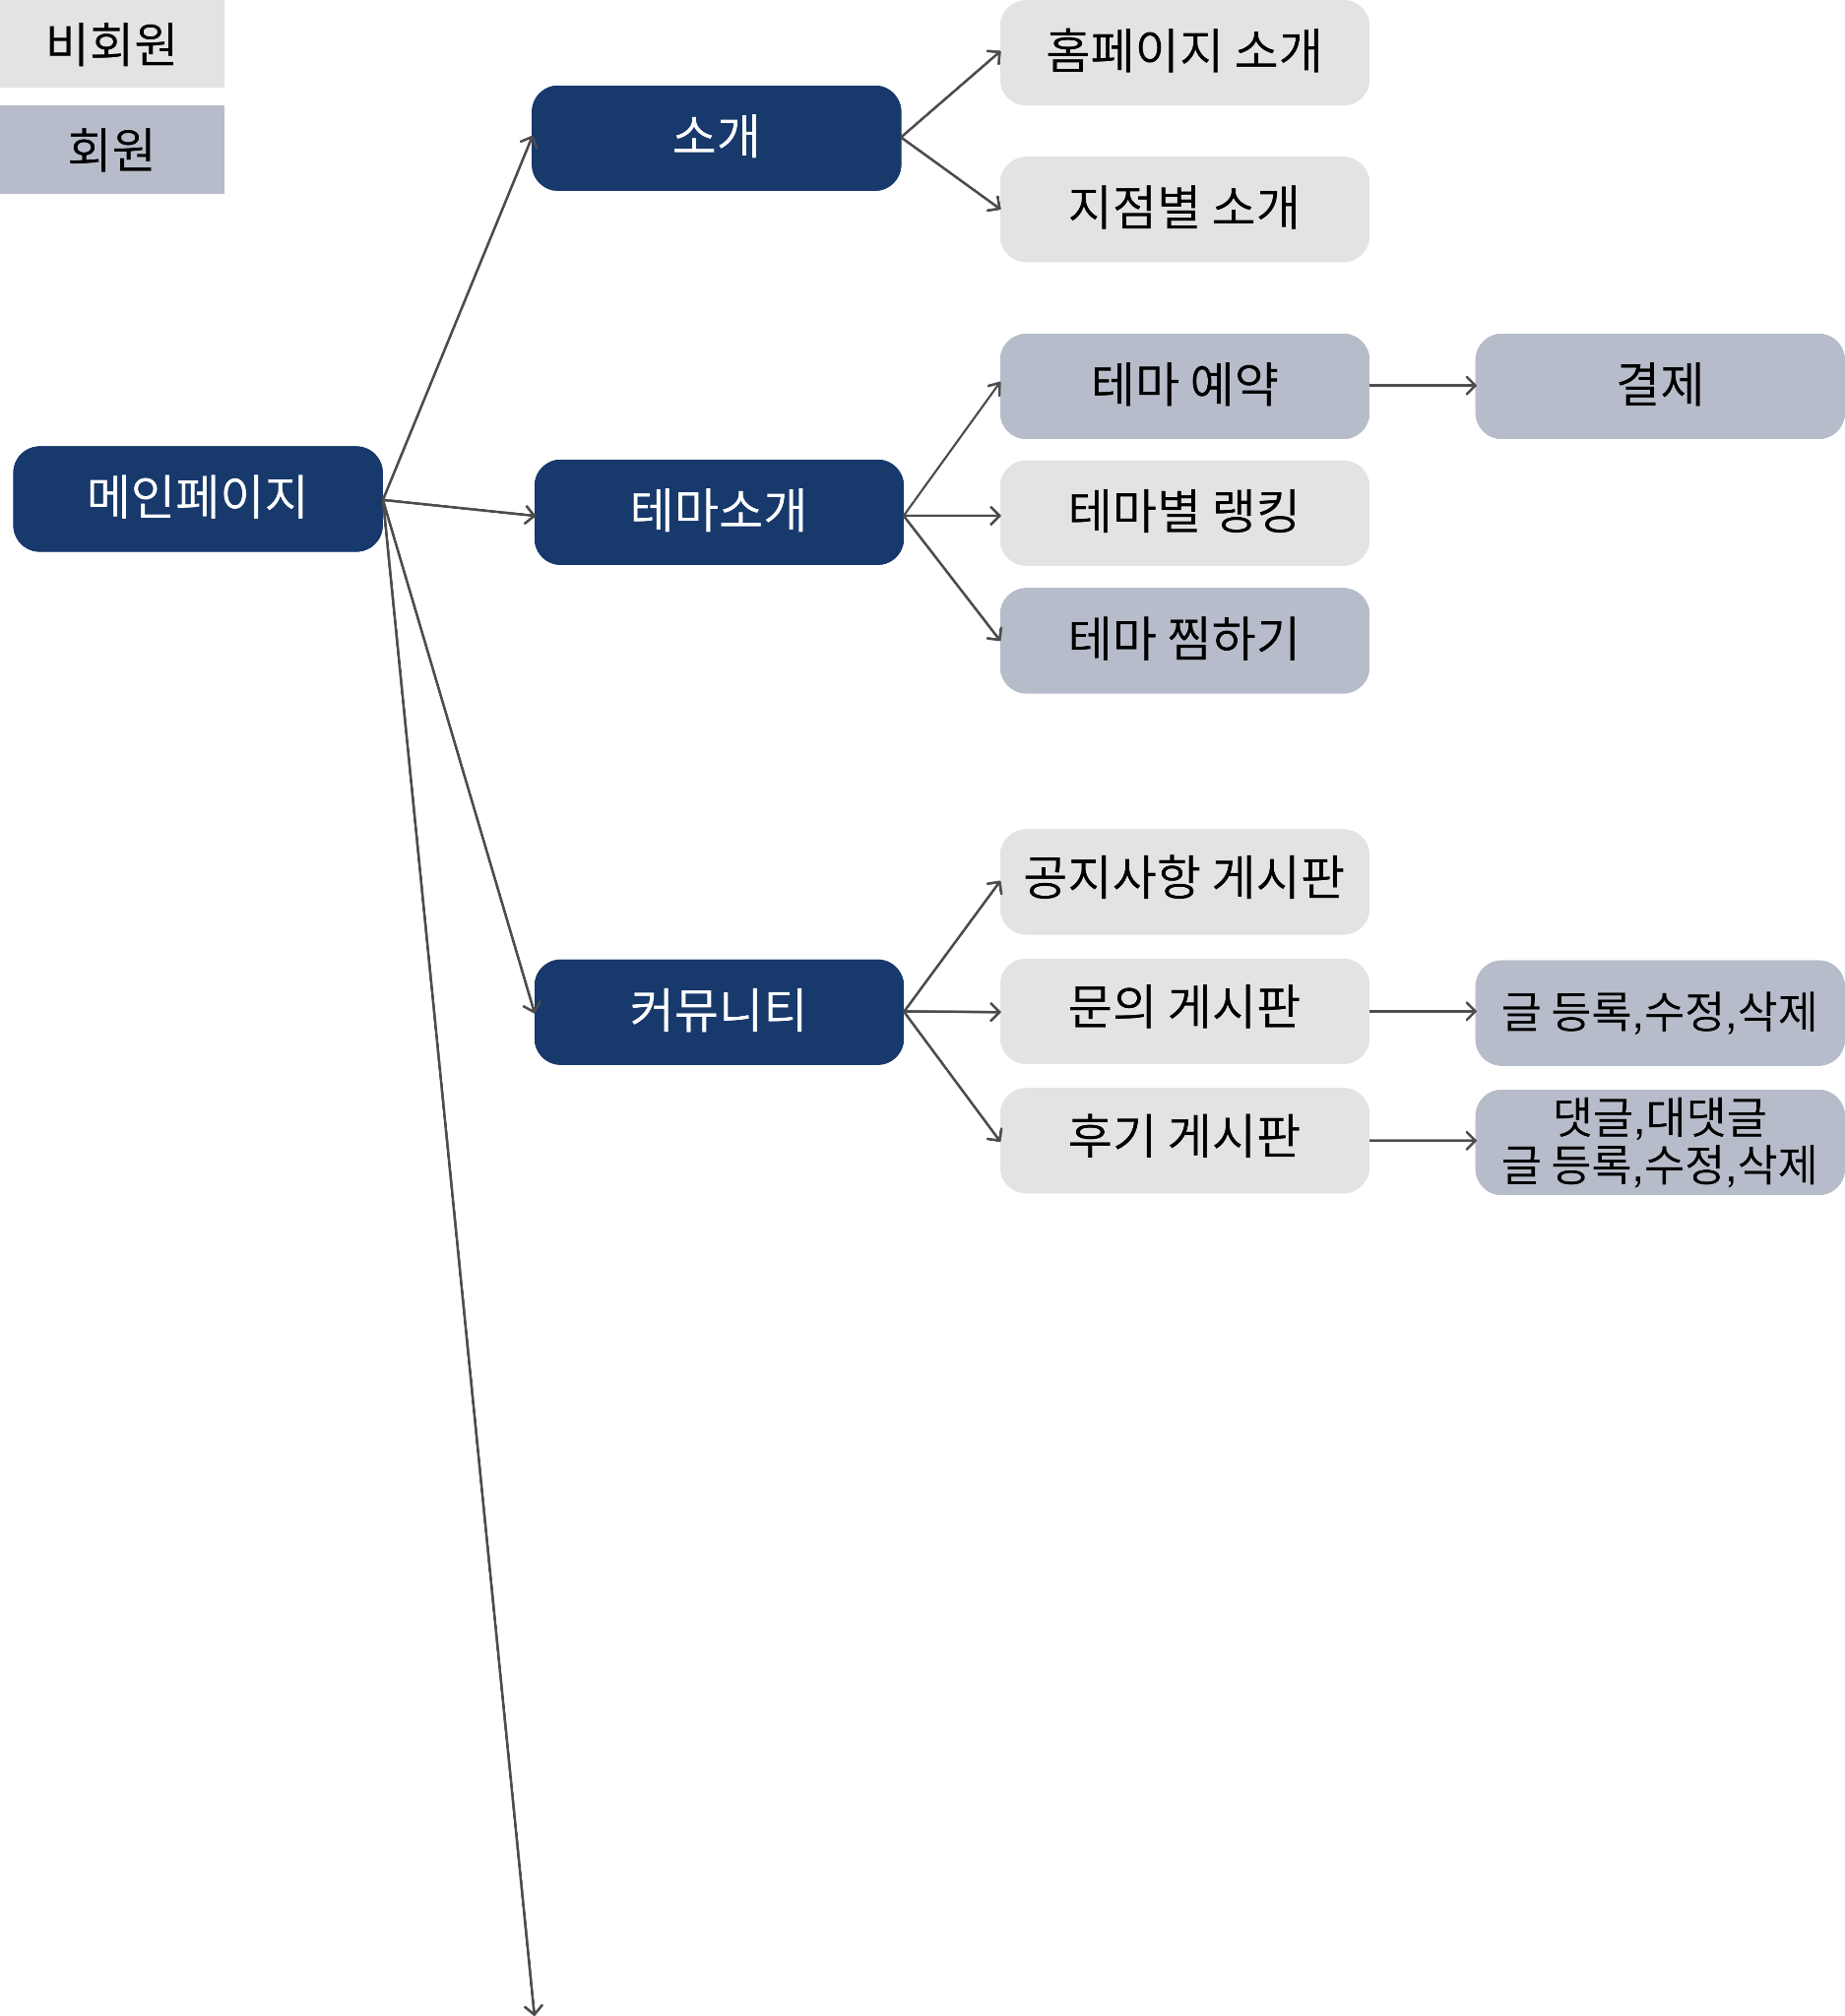 비회원
회원
메인페이지
소개
홈페이지 소개
지점별 소개
테마소개
테마 예약
결제
테마별 랭킹
테마 찜하기
커뮤니티
공지사항 게시판
문의 게시판
글 등록,수정,삭제
후기 게시판
댓글,대댓글
글 등록,수정,삭제